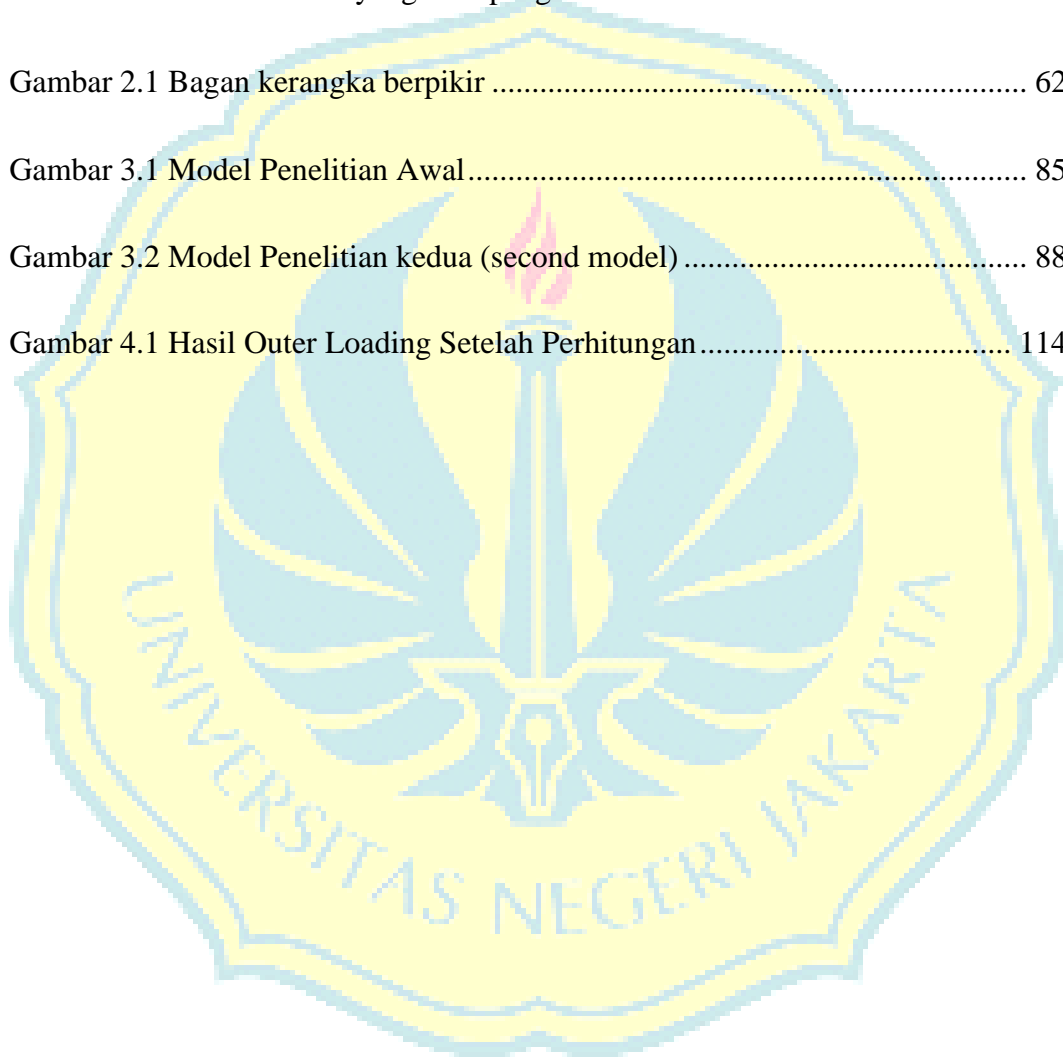 Gambar 2.1 Bagan kerangka berpikir ................................................................ 62
Gambar 3.1 Model Penelitian Awal................................................................... 85
Gambar 3.2 Model Penelitian kedua (second model) ......................................... 88
Gambar 4.1 Hasil Outer Loading Setelah Perhitungan..................................... 114
UNIVERSITAS NEGERI JAKARTA